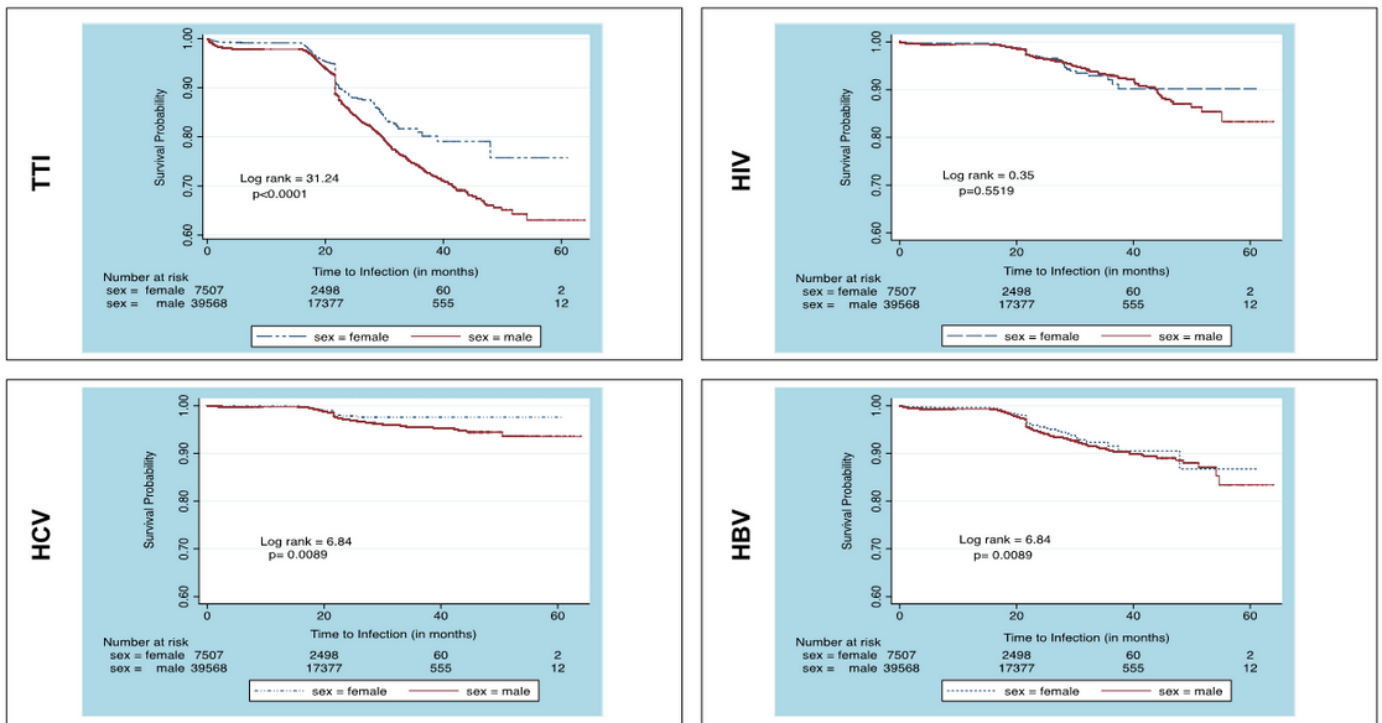 TTI
Survival Probability
1.00
0.90
0.80
0.70
0.60
Log rank = 31.24
p<0.0001
0 20 40 60
Time to Infection (in months)
Number at risk
sex = female 7507 2498 60 2
sex = male 39568 17377 555 12
sex = female sex = male
HIV
Survival Probability
1.00
0.90
0.80
0.70
0.60
Log rank = 0.35
p=0.5519
0 20 40 60
Time to Infection (in months)
Number at risk
sex = female 7507 2498 60 2
sex = male 39568 17377 555 12
sex = female sex = male
HCV
Survival Probability
1.00
0.90
0.80
0.70
0.60
Log rank = 6.84
p= 0.0089
0 20 40 60
Time to Infection (in months)
Number at risk
sex = female 7507 2498 60 2
sex = male 39568 17377 555 12
sex = female sex = male
HBV
Survival Probability
1.00
0.90
0.80
0.70
0.60
Log rank = 6.84
p= 0.0089
0 20 40 60
Time to Infection (in months)
Number at risk
sex = female 7507 2498 60 2
sex = male 39568 17377 555 12
sex = female sex = male